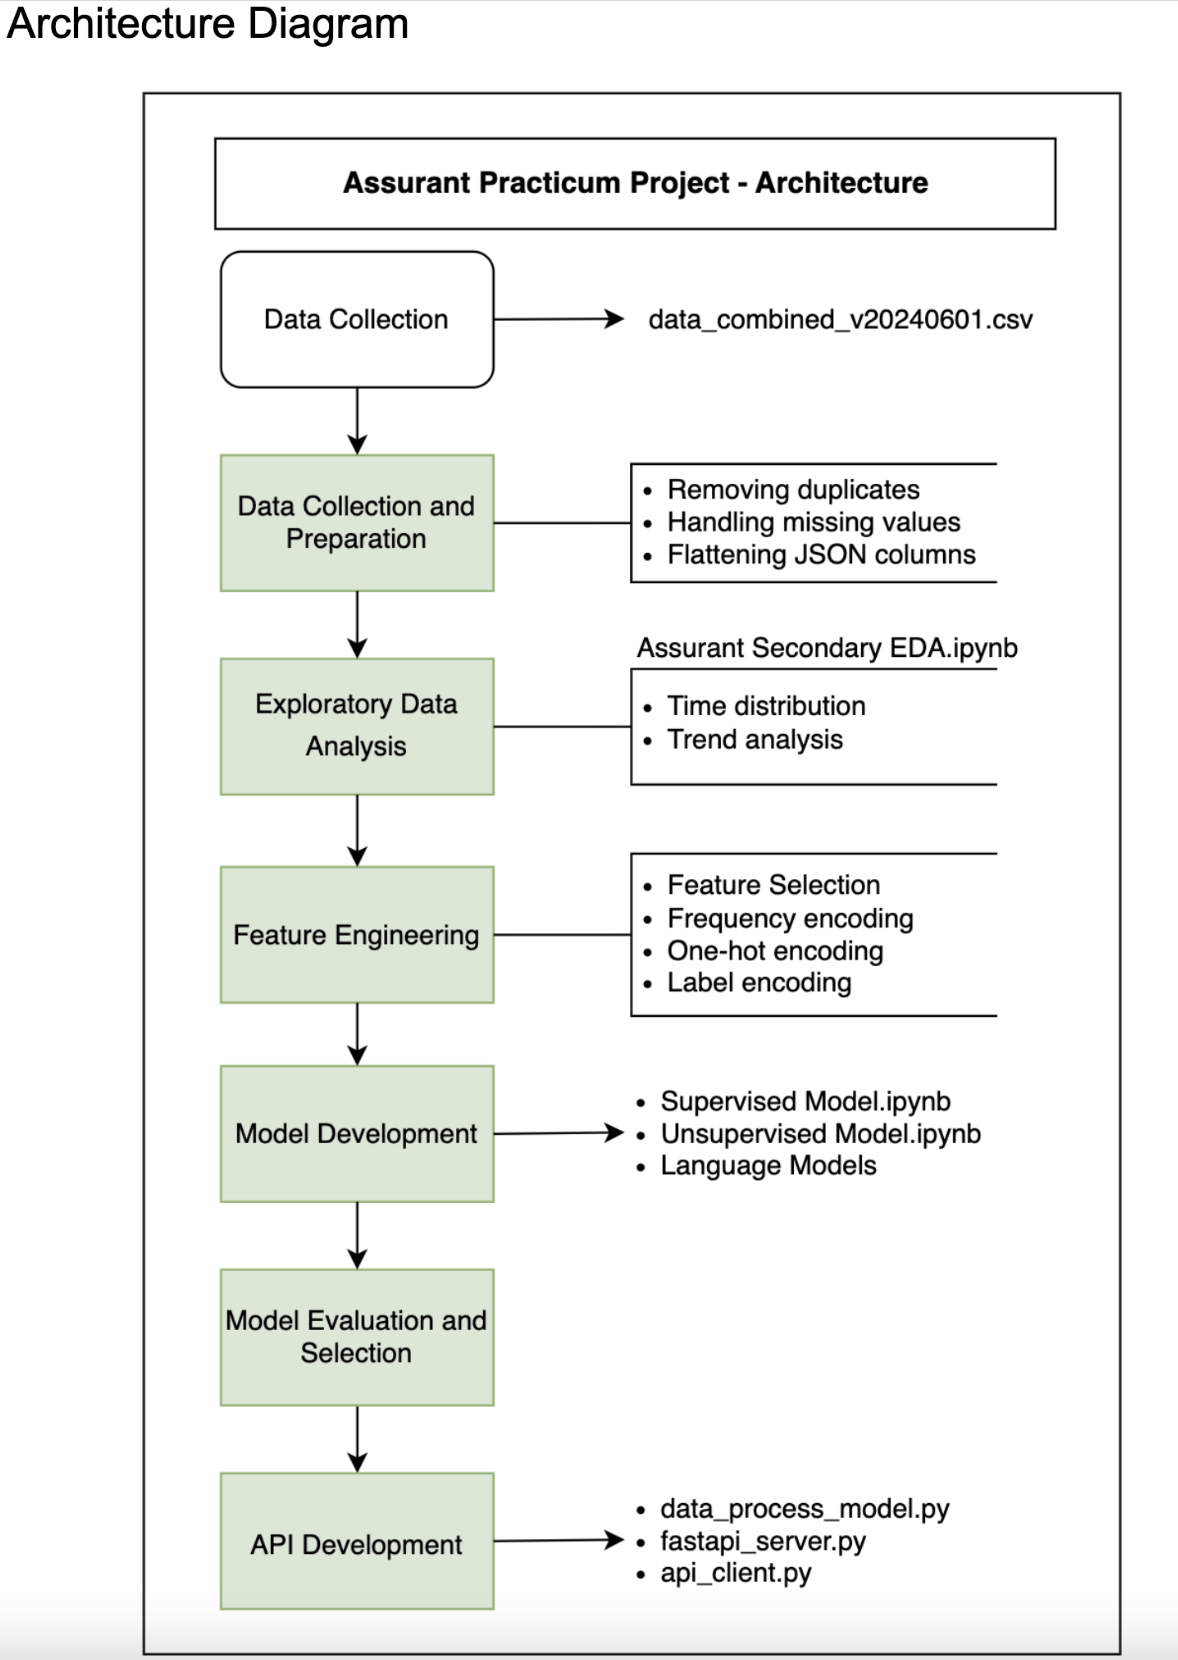 Architecture Diagram
Assurant Practicum Project - Architecture
Data Collection
data_combined_v20240601.csv
Data Collection and
Preparation
• Removing duplicates
• Handling missing values
• Flattening JSON columns
Exploratory Data
Analysis
Assurant Secondary EDA.ipynb
• Time distribution
• Trend analysis
Feature Engineering
• Feature Selection
• Frequency encoding
• One-hot encoding
• Label encoding
Model Development
• Supervised Model.ipynb
• Unsupervised Model.ipynb
• Language Models
Model Evaluation and
Selection
API Development
• data_process_model.py
• fastapi_server.py
• api_client.py